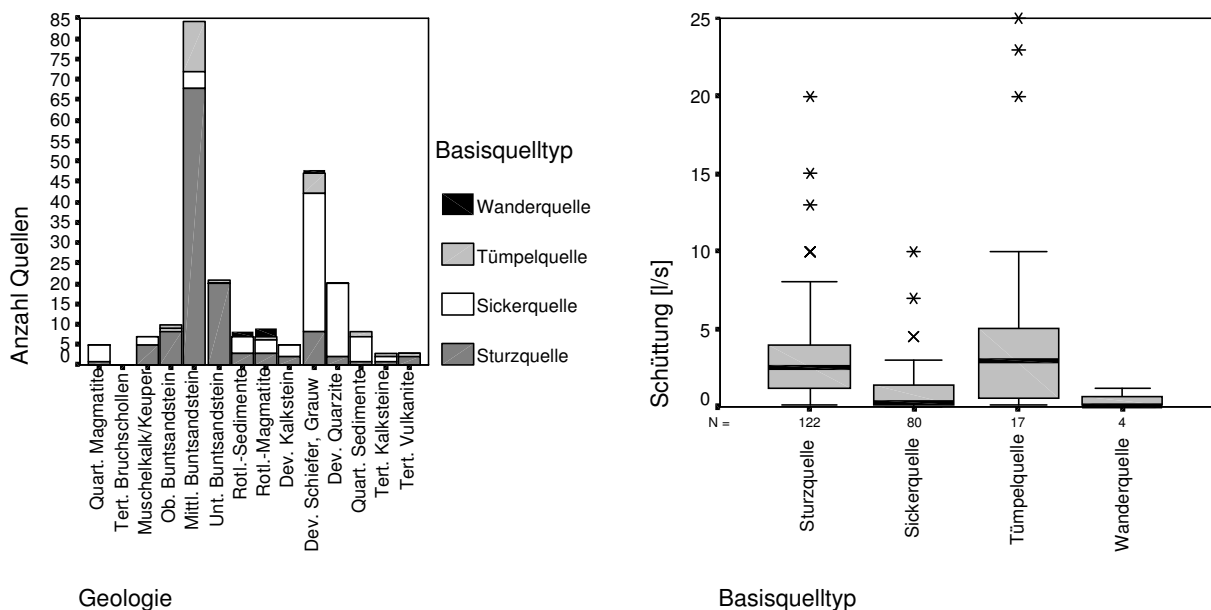 Anzahl Quellen
85
80
75
70
65
60
55
50
45
40
35
30
25
20
15
10
5
0
Quart. Magmatite
Tert. Bruchschollen
Muschelkalk/Keuper
Ob. Buntsandstein
Mittl. Buntsandstein
Unt. Buntsandstein
Rotl.-Sedimente
Rotl.-Magmatite
Dev. Kalkstein
Dev. Schiefer, Grauw
Dev. Quarzite
Quart. Sedimente
Tert. Kalksteine
Tert. Vulkanite
Geologie
Basisquelltyp
Wanderquelle
Tümpelquelle
Sickerquelle
Sturzquelle
Schüttung [l/s]
25
20
15
10
5
0
N = 122 80 17 4
Sturzquelle
Sickerquelle
Tümpelquelle
Wanderquelle
Basisquelltyp